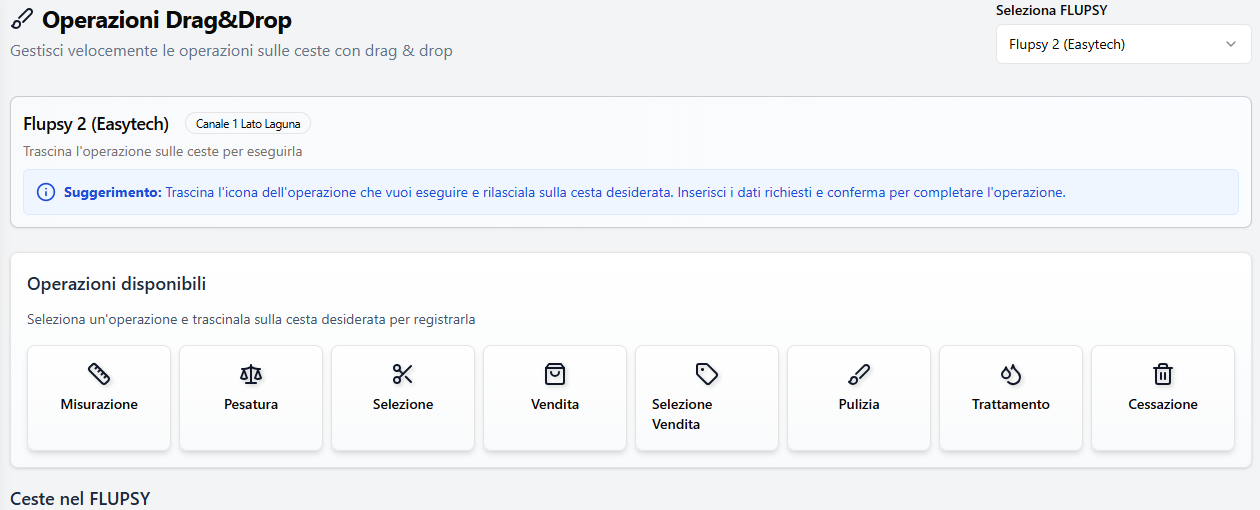 Operazioni Drag&Drop
Gestisci velocemente le operazioni sulle ceste con drag & drop
Seleziona FLUPSY
Flupsy 2 (Easytech)
Flupsy 2 (Easytech)
Canale 1 Lato Laguna
Trascina l'operazione sulle ceste per eseguirla
Suggerimento: Trascina l'icona dell'operazione che vuoi eseguire e rilasciala sulla cesta desiderata. Inserisci i dati richiesti e conferma per completare l'operazione.
Operazioni disponibili
Seleziona un'operazione e trascinala sulla cesta desiderata per registrarla
Misurazione
Pesatura
Selezione
Vendita
Selezione
Vendita
Pulizia
Trattamento
Cessazione
Ceste nel FLUPSY